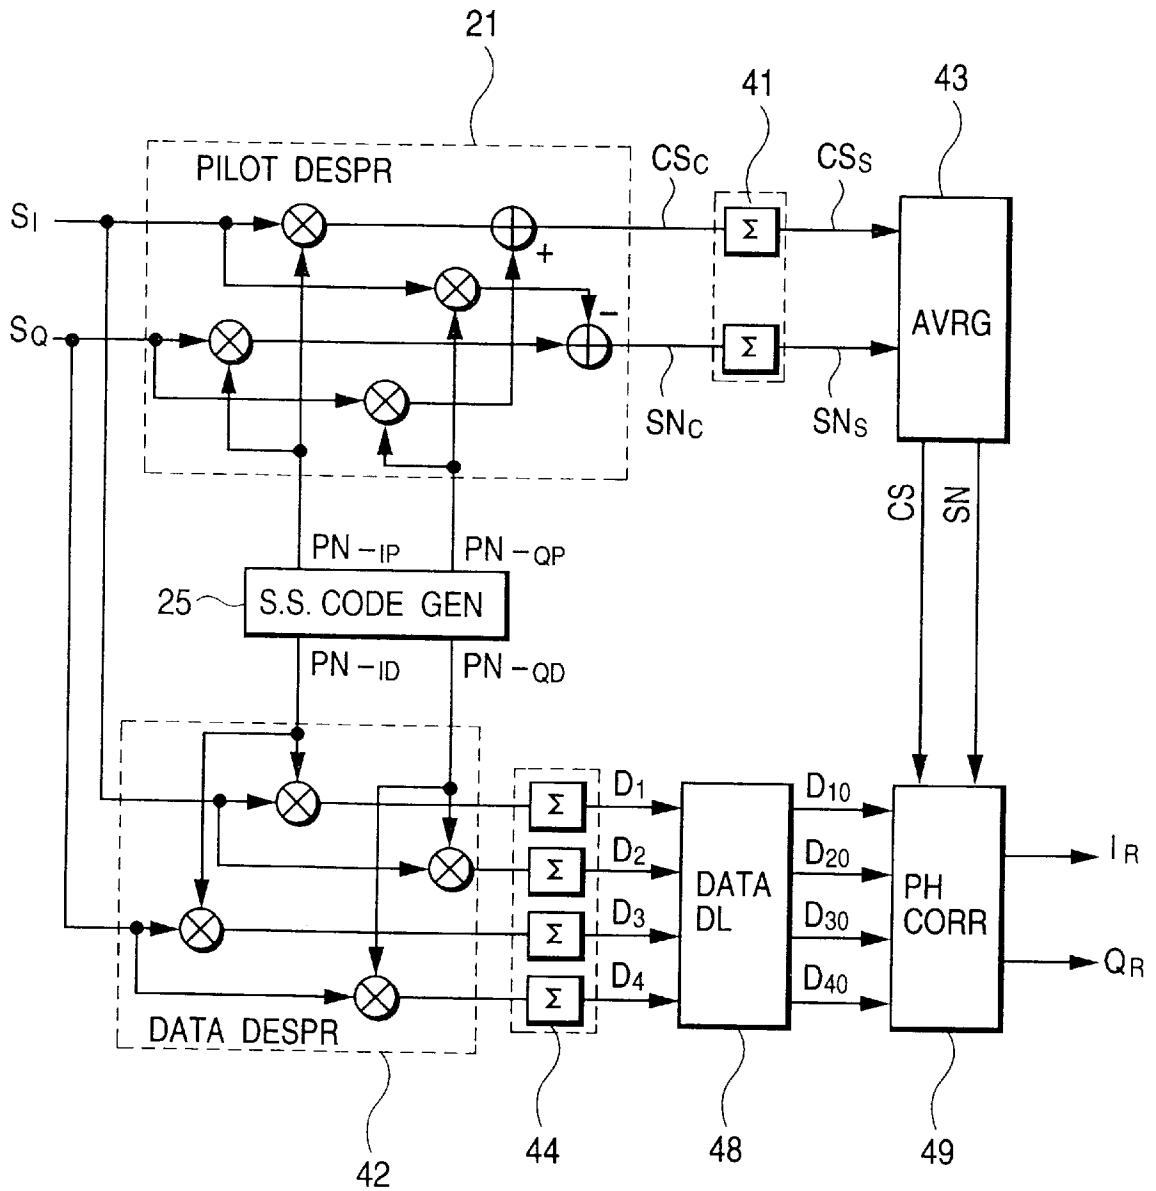 21
41
43
PILOT DESPR
CSC
CSS
SI
Σ
+
SQ
−
AVRG
Σ
SNC
SNS
CS
SN
PN-IP
PN-QP
25
S.S. CODE GEN
PN-ID
PN-QD
Σ
D1
D10
Σ
D2
DATA
DL
D20
PH
CORR
IR
Σ
D3
D30
QR
Σ
D4
D40
DATA DESPR
42
44
48
49